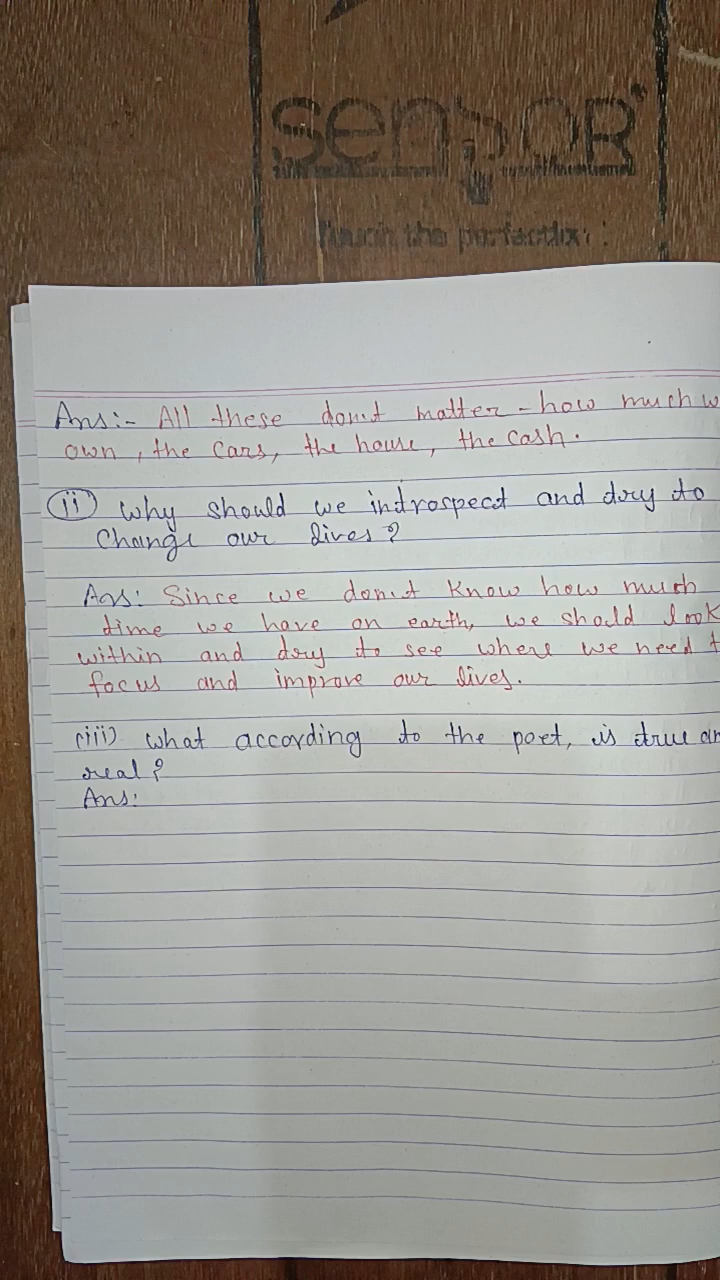 sensOR
Touch the perfection
Ans:- All these don't matter - how much w
own, the cars, the house, the cash.
(ii) Why should we introspect and try to
change our lives?
Ans: Since we don't know how much
time we have on earth, we should look
within and try to see where we need t
focus and improve our lives.
(iii) what according to the poet, is true an
real?
Ans: